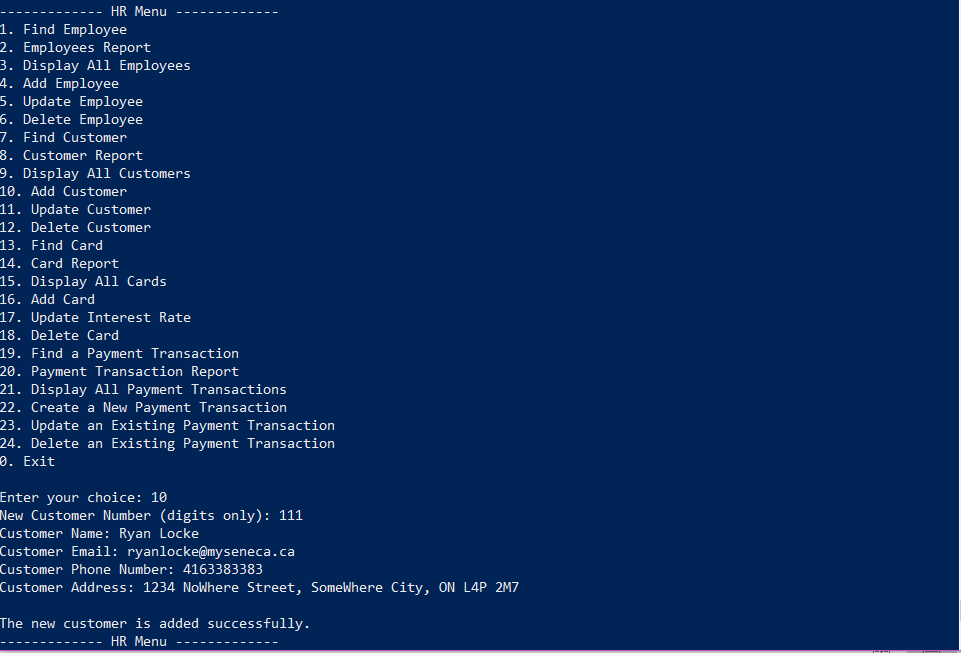 ------------- HR Menu -------------
1. Find Employee
2. Employees Report
3. Display All Employees
4. Add Employee
5. Update Employee
6. Delete Employee
7. Find Customer
8. Customer Report
9. Display All Customers
10. Add Customer
11. Update Customer
12. Delete Customer
13. Find Card
14. Card Report
15. Display All Cards
16. Add Card
17. Update Interest Rate
18. Delete Card
19. Find a Payment Transaction
20. Payment Transaction Report
21. Display All Payment Transactions
22. Create a New Payment Transaction
23. Update an Existing Payment Transaction
24. Delete an Existing Payment Transaction
0. Exit
Enter your choice: 10
New Customer Number (digits only): 111
Customer Name: Ryan Locke
Customer Email: ryanlocke@myseneca.ca
Customer Phone Number: 4163383383
Customer Address: 1234 NoWhere Street, SomeWhere City, ON L4P 2M7
The new customer is added successfully.
------------- HR Menu -------------